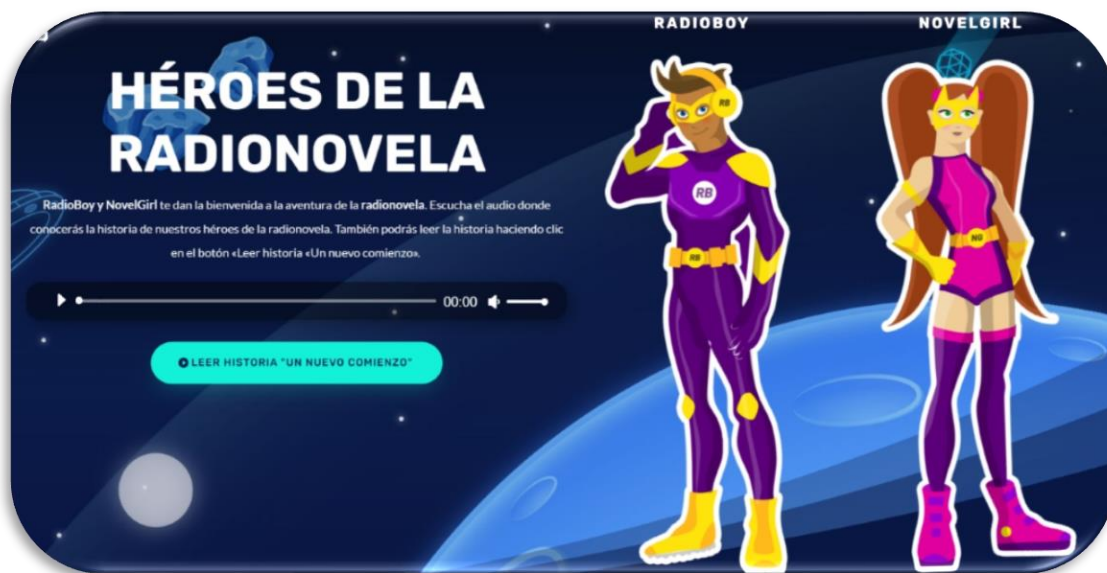 RADIOBOY
NOVELGIRL
HÉROES DE LA
RADIONOVELA
RadioBoy y NovelGirl te dan la bienvenida a la aventura de la radionovela. Escucha el audio donde
conocerás la historia de nuestros héroes de la radionovela. También podrás leer la historia haciendo clic
en el botón «Leer historia «Un nuevo comienzo».
00:00
LEER HISTORIA "UN NUEVO COMIENZO"
RB
RB
RB
NG